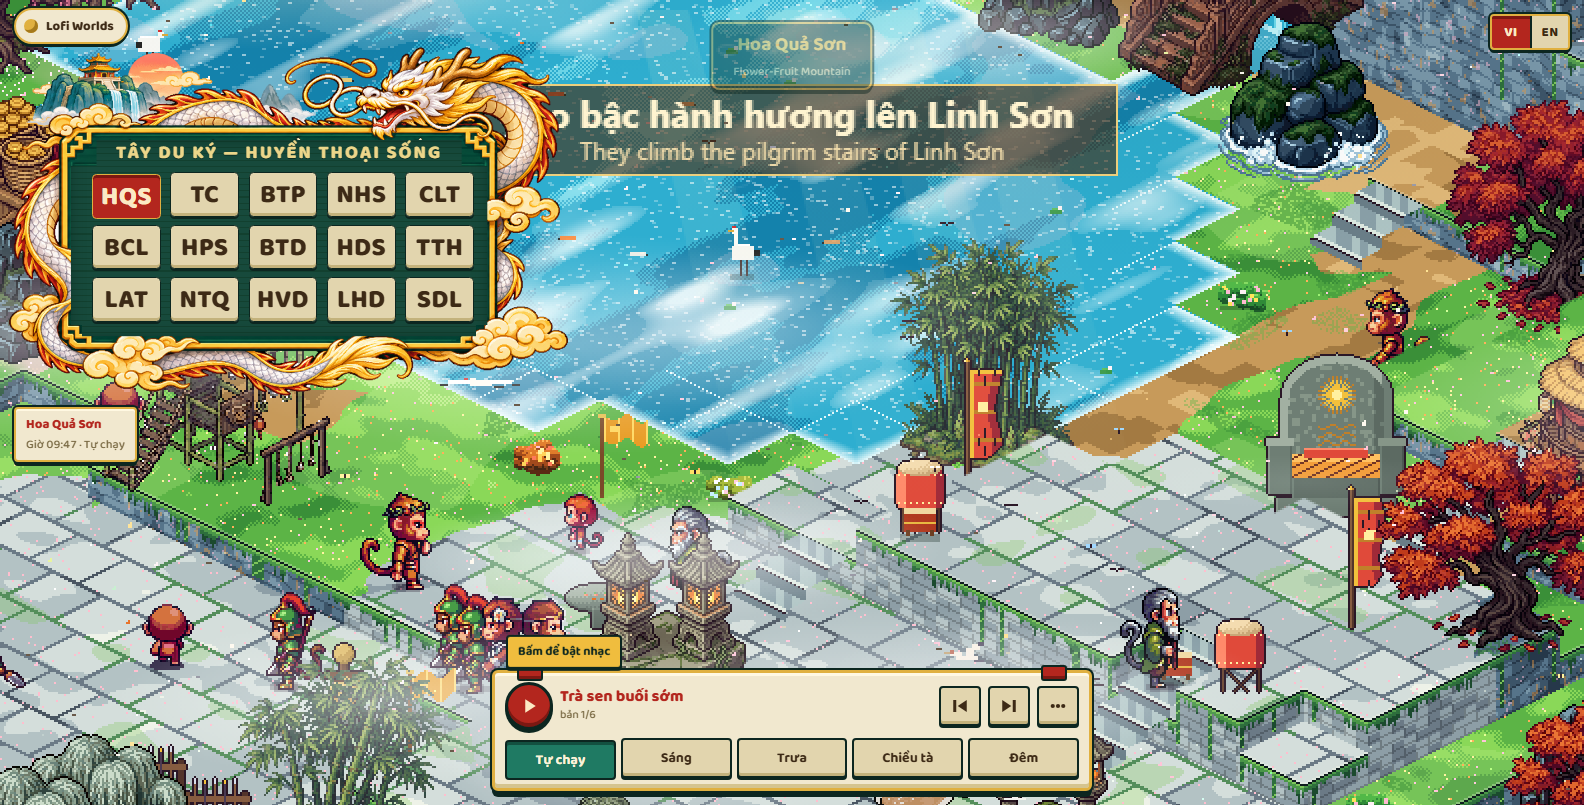 Lofi Worlds
Hoa Quả Sơn
Flower-Fruit Mountain
VI EN
bậc hành hương lên Linh Sơn
They climb the pilgrim stairs of Linh Sơn
TÂY DU KÝ — HUYỀN THOẠI SỐNG
HQS TC BTP NHS CLT
BCL HPS BTD HDS TTH
LAT NTQ HVD LHD SDL
Hoa Quả Sơn
Giờ 09:47 · Tự chạy
Bấm để bật nhạc
Trà sen buổi sớm
bản 1/6
Tự chạy Sáng Trưa Chiều tà Đêm